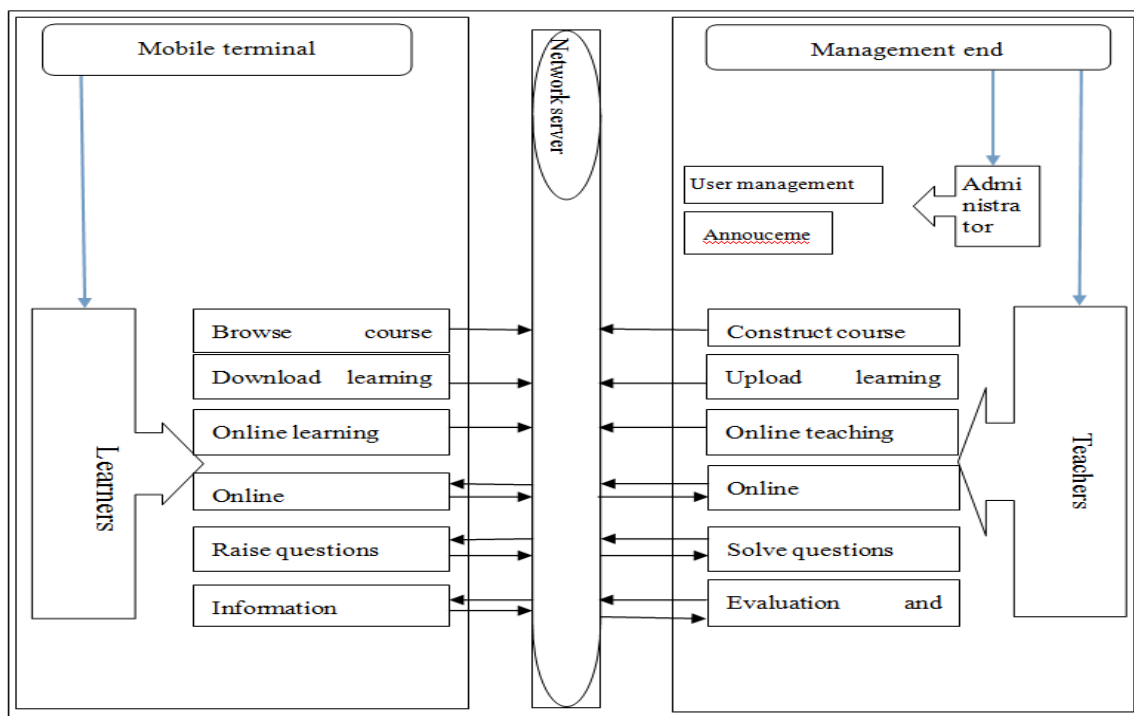 Mobile terminal
Network server
Management end
User management
Annouceme
Admi
nistra
tor
Learners
Browse course
Download learning
Online learning
Online
Raise questions
Information
Construct course
Upload learning
Online teaching
Online
Solve questions
Evaluation and
Teachers